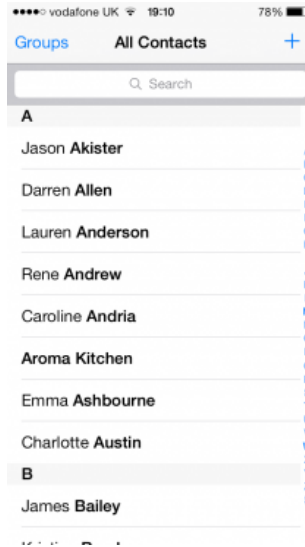 vodafone UK 19:10 78%
Groups All Contacts +
Search
A
Jason Akister
Darren Allen
Lauren Anderson
Rene Andrew
Caroline Andria
Aroma Kitchen
Emma Ashbourne
Charlotte Austin
B
James Bailey